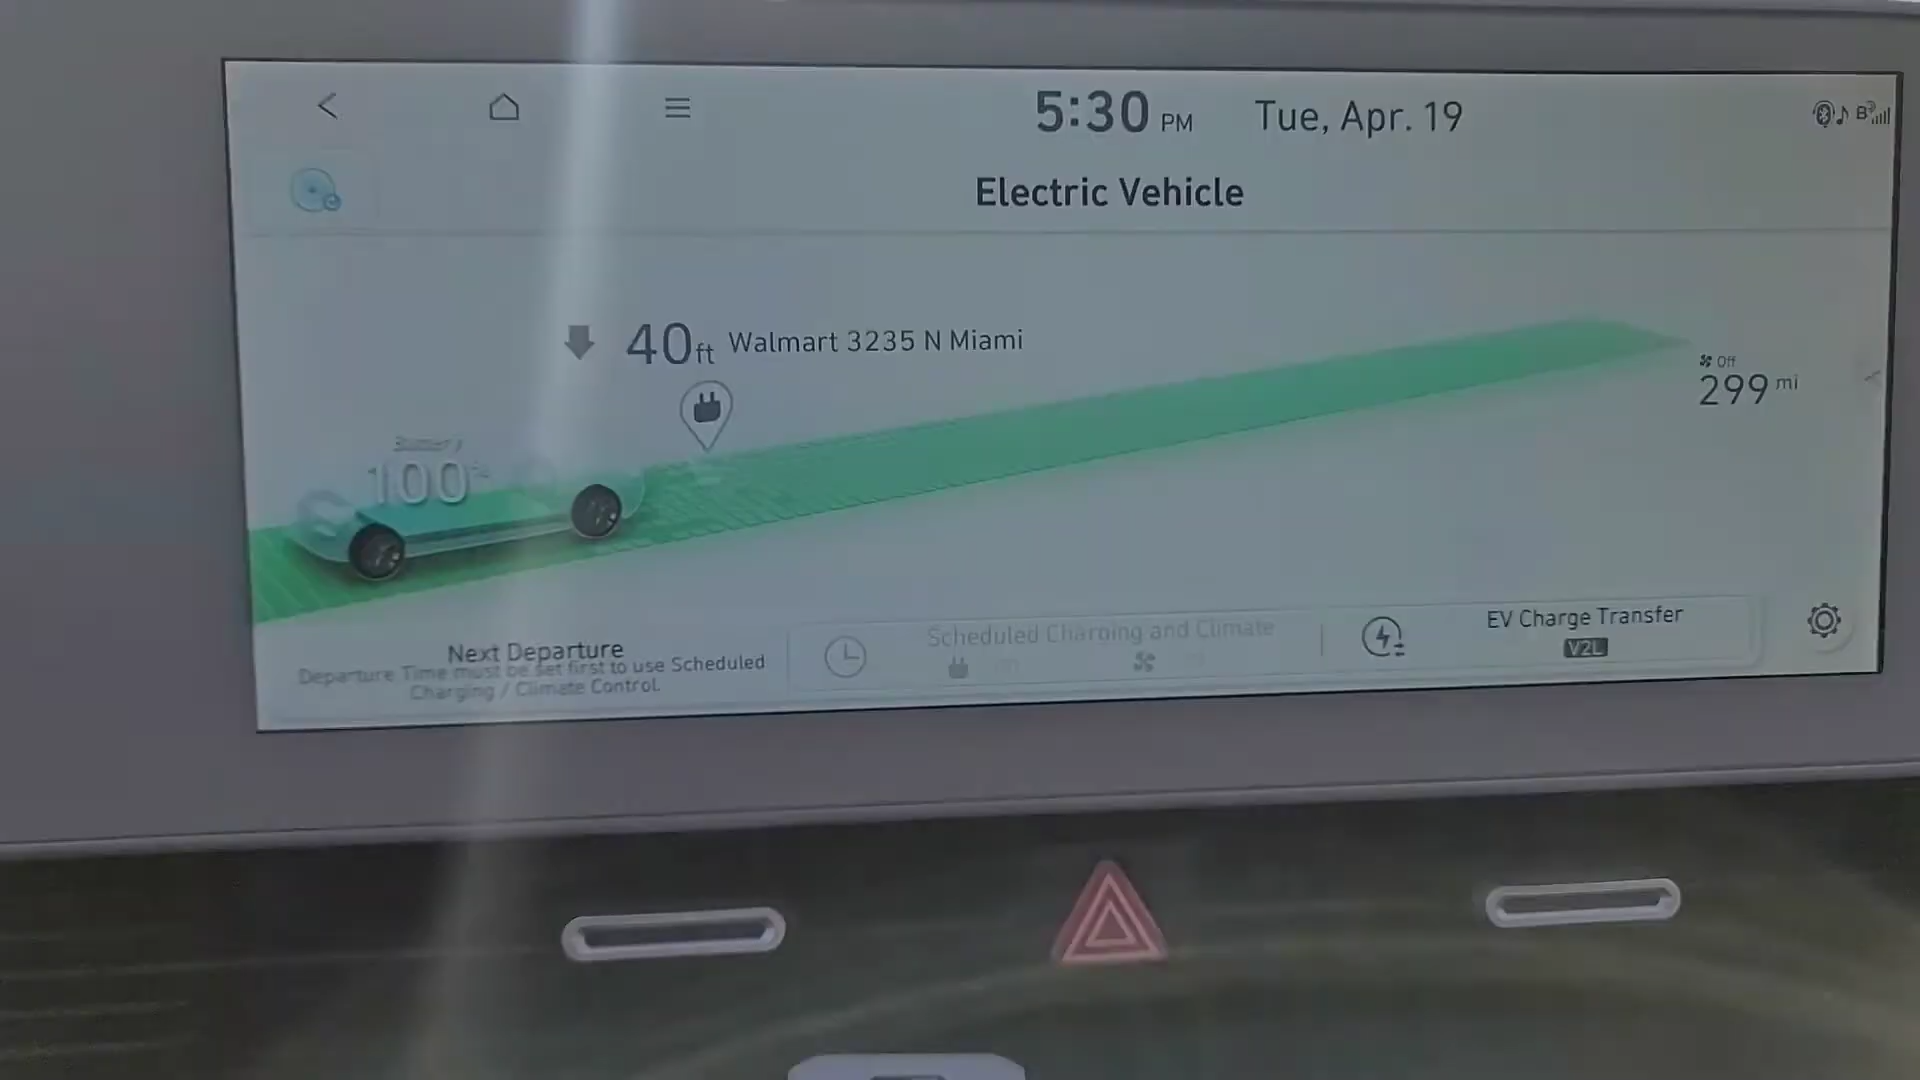 5:30 PM Tue, Apr. 19
Electric Vehicle
40ft Walmart 3235 N Miami
Off
299 mi
Battery
100%
Next Departure
Departure Time must be set first to use Scheduled
Charging / Climate Control.
Scheduled Charging and Climate
EV Charge Transfer
V2L